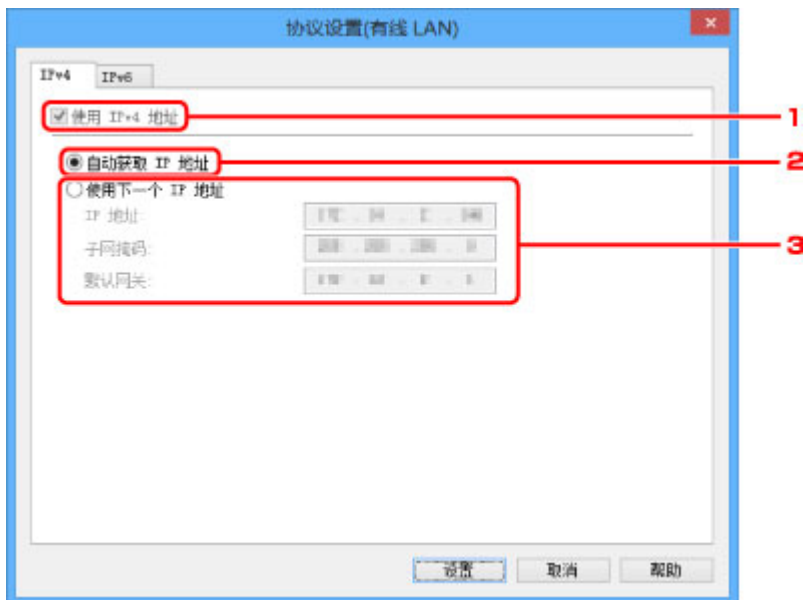 协议设置(有线 LAN)
IPv4 IPv6
使用 IPv4 地址
1
自动获取 IP 地址
2
使用下一个 IP 地址
IP 地址:
子网掩码:
3
默认网关:
设置 取消 帮助